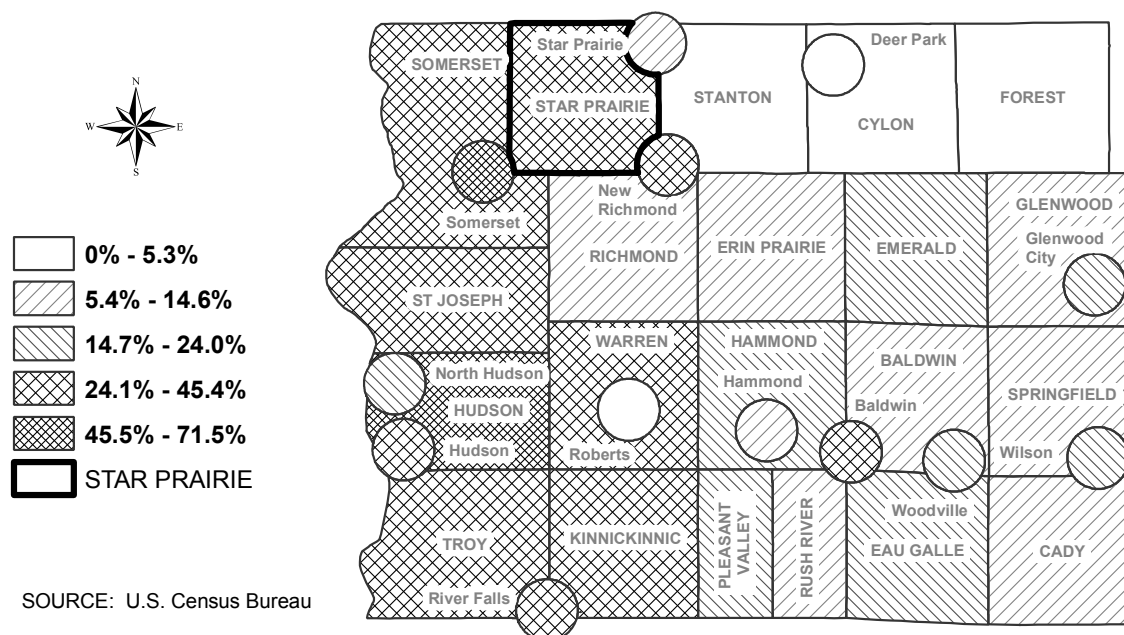 N
W
E
S
0% - 5.3%
5.4% - 14.6%
14.7% - 24.0%
24.1% - 45.4%
45.5% - 71.5%
STAR PRAIRIE
SOURCE: U.S. Census Bureau
SOMERSET
Star Prairie
STAR PRAIRIE
STANTON
Deer Park
CYLON
FOREST
Somerset
New
Richmond
RICHMOND
ERIN PRAIRIE
EMERALD
GLENWOOD
Glenwood
City
ST JOSEPH
WARREN
HAMMOND
BALDWIN
North Hudson
Hammond
SPRINGFIELD
HUDSON
Baldwin
Hudson
Roberts
Wilson
TROY
KINNICKINNIC
PLEASANT
VALLEY
RUSH RIVER
Woodville
EAU GALLE
CADY
River Falls